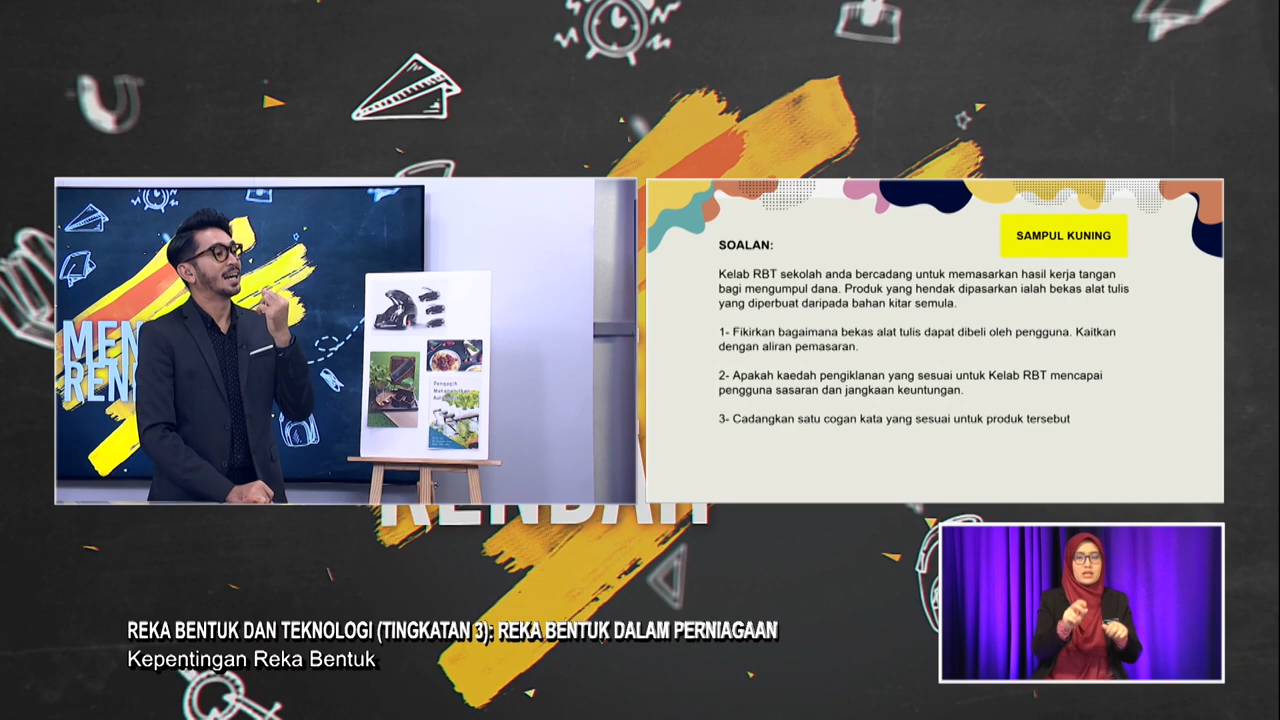 MEN
REN
Pengagih
SAMPUL KUNING
SOALAN:
Kelab RBT sekolah anda bercadang untuk memasarkan hasil kerja tangan
bagi mengumpul dana. Produk yang hendak dipasarkan ialah bekas alat tulis
yang diperbuat daripada bahan kitar semula.
1- Fikirkan bagaimana bekas alat tulis dapat dibeli oleh pengguna. Kaitkan
dengan aliran pemasaran.
2- Apakah kaedah pengiklanan yang sesuai untuk Kelab RBT mencapai
pengguna sasaran dan jangkaan keuntungan.
3- Cadangkan satu cogan kata yang sesuai untuk produk tersebut
RENDAH
REKA BENTUK DAN TEKNOLOGI (TINGKATAN 3): REKA BENTUK DALAM PERNIAGAAN
Kepentingan Reka Bentuk